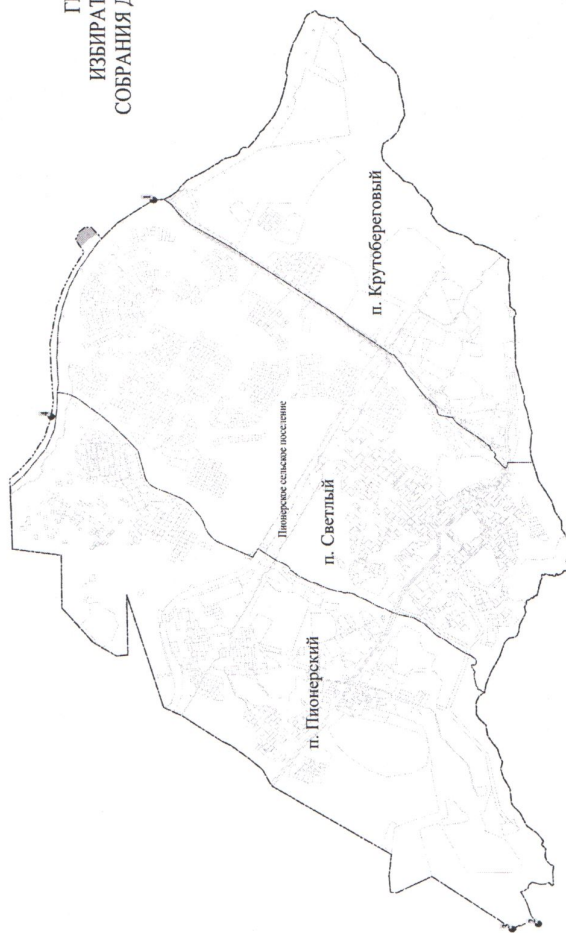 ИЗБИРАТ
СОБРАНИЯ Д
п. Крутобереговый
Пионерское сельское поселение
п. Светлый
п. Пионерский